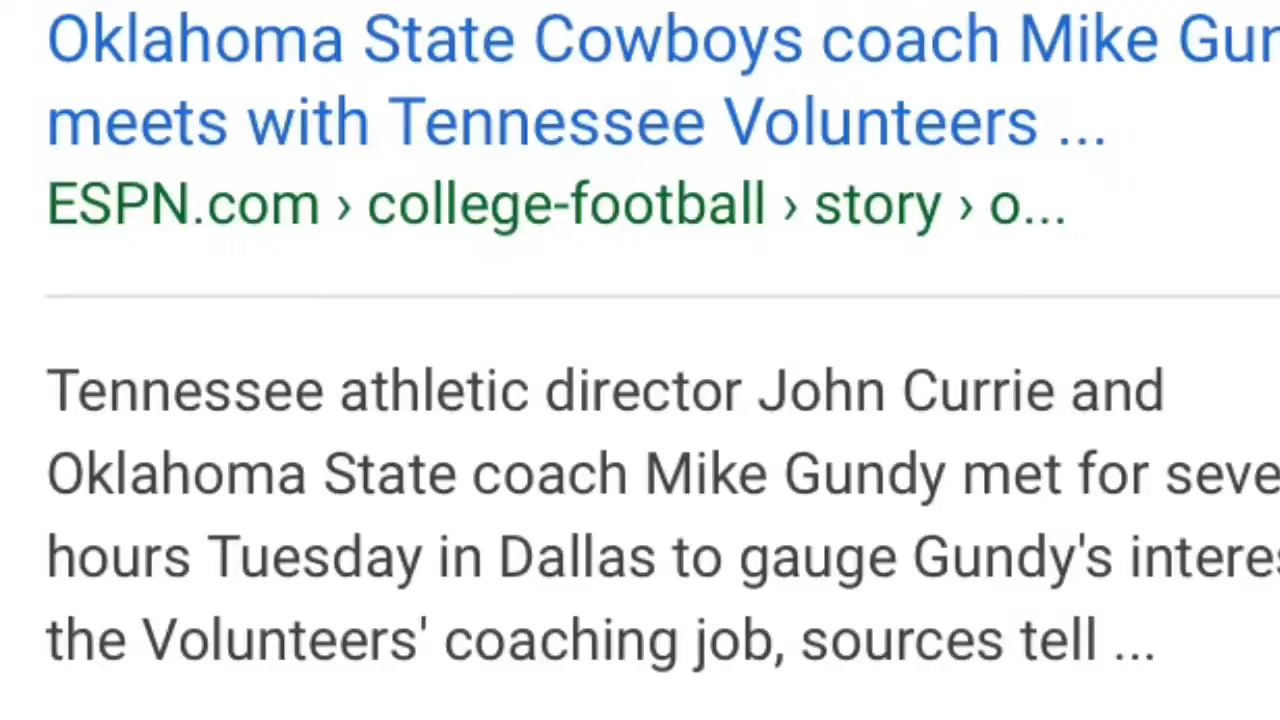 Oklahoma State Cowboys coach Mike
meets with Tennessee Volunteers ...
ESPN.com › college-football › story › o...
Tennessee athletic director John Currie and
Oklahoma State coach Mike Gundy met for
hours Tuesday in Dallas to gauge Gundy's
the Volunteers' coaching job, sources tell ...